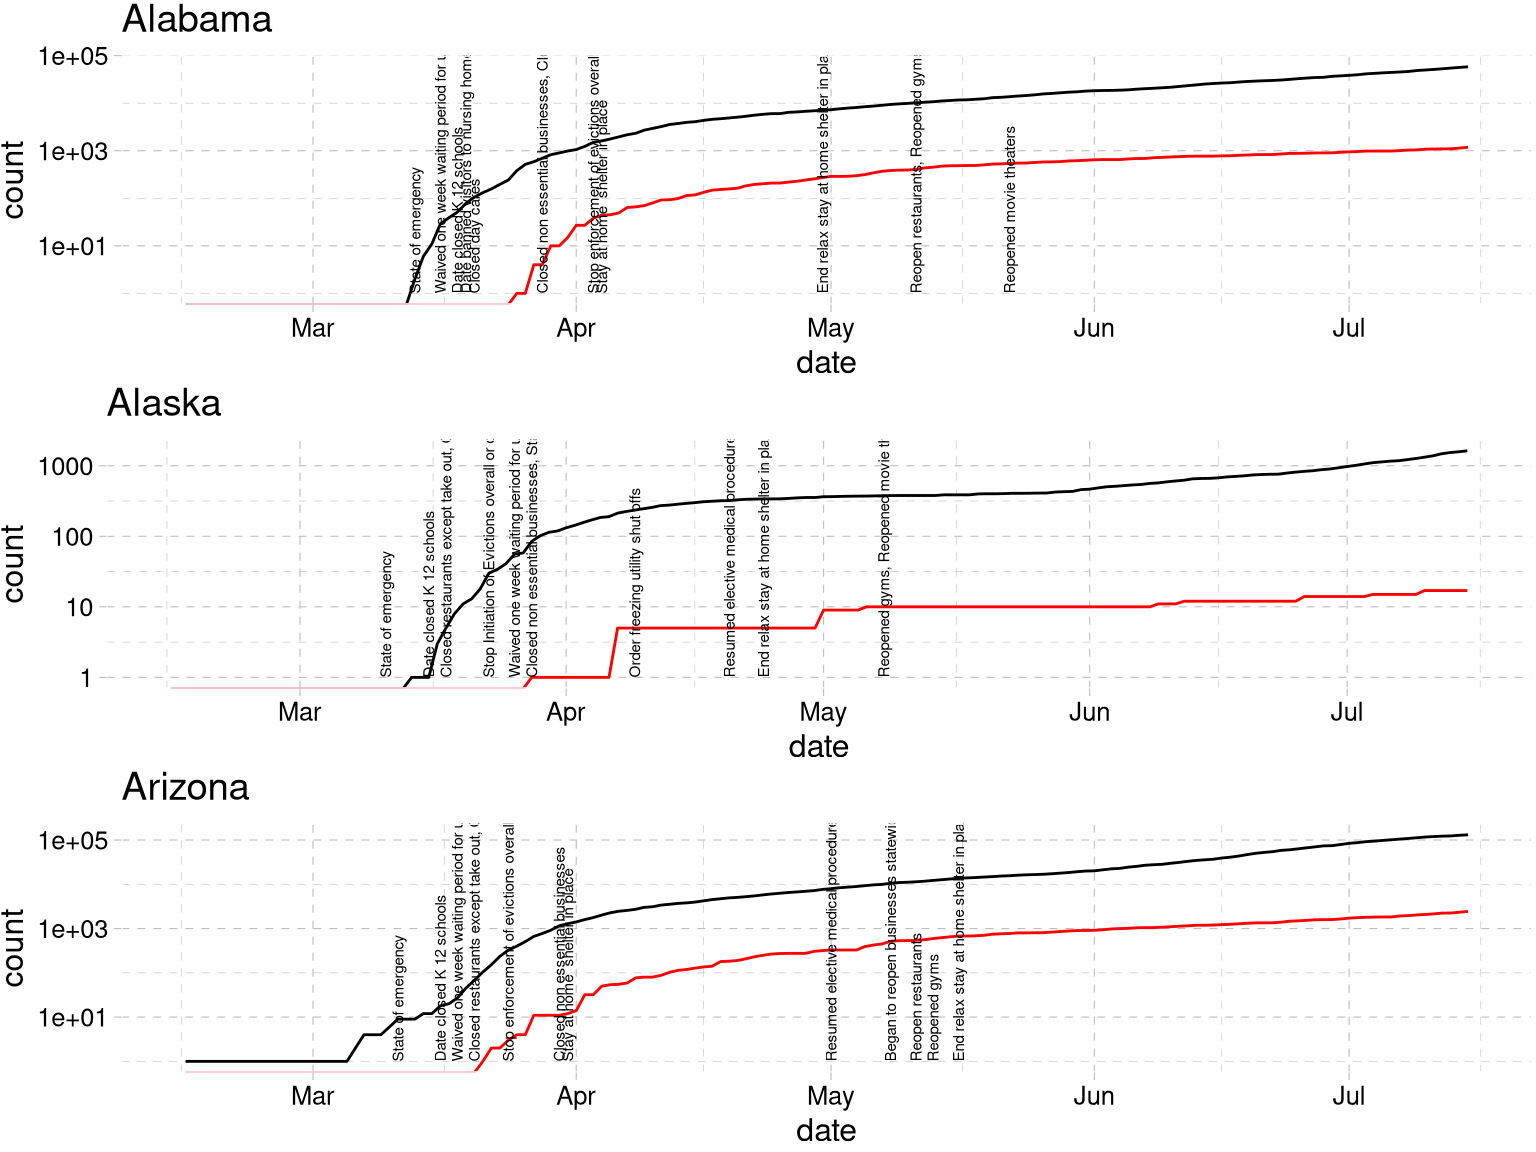 Alabama
count
1e+05
1e+03
1e+01
State of emergency
Waived one week waiting period for u
Date closed K 12 schools
Date banned visitors to nursing home
Closed day cares
Closed non essential businesses, Cl
Stop enforcement of evictions overal
Stay at home shelter in place
End relax stay at home shelter in pla
Reopen restaurants, Reopened gyms
Reopened movie theaters
Mar Apr May Jun Jul
date
Alaska
count
1000
100
10
1
State of emergency
Date closed K 12 schools
Closed restaurants except take out, C
Stop Initiation of Evictions overall or d
Waived one week waiting period for u
Closed non essential businesses, St
Order freezing utility shut offs
Resumed elective medical procedure
End relax stay at home shelter in pla
Reopened gyms, Reopened movie th
Mar Apr May Jun Jul
date
Arizona
count
1e+05
1e+03
1e+01
State of emergency
Date closed K 12 schools
Waived one week waiting period for u
Closed restaurants except take out, C
Stop enforcement of evictions overal
Closed non essential businesses
Stay at home shelter in place
Resumed elective medical procedure
Began to reopen businesses statewi
Reopen restaurants
Reopened gyms
End relax stay at home shelter in pla
Mar Apr May Jun Jul
date